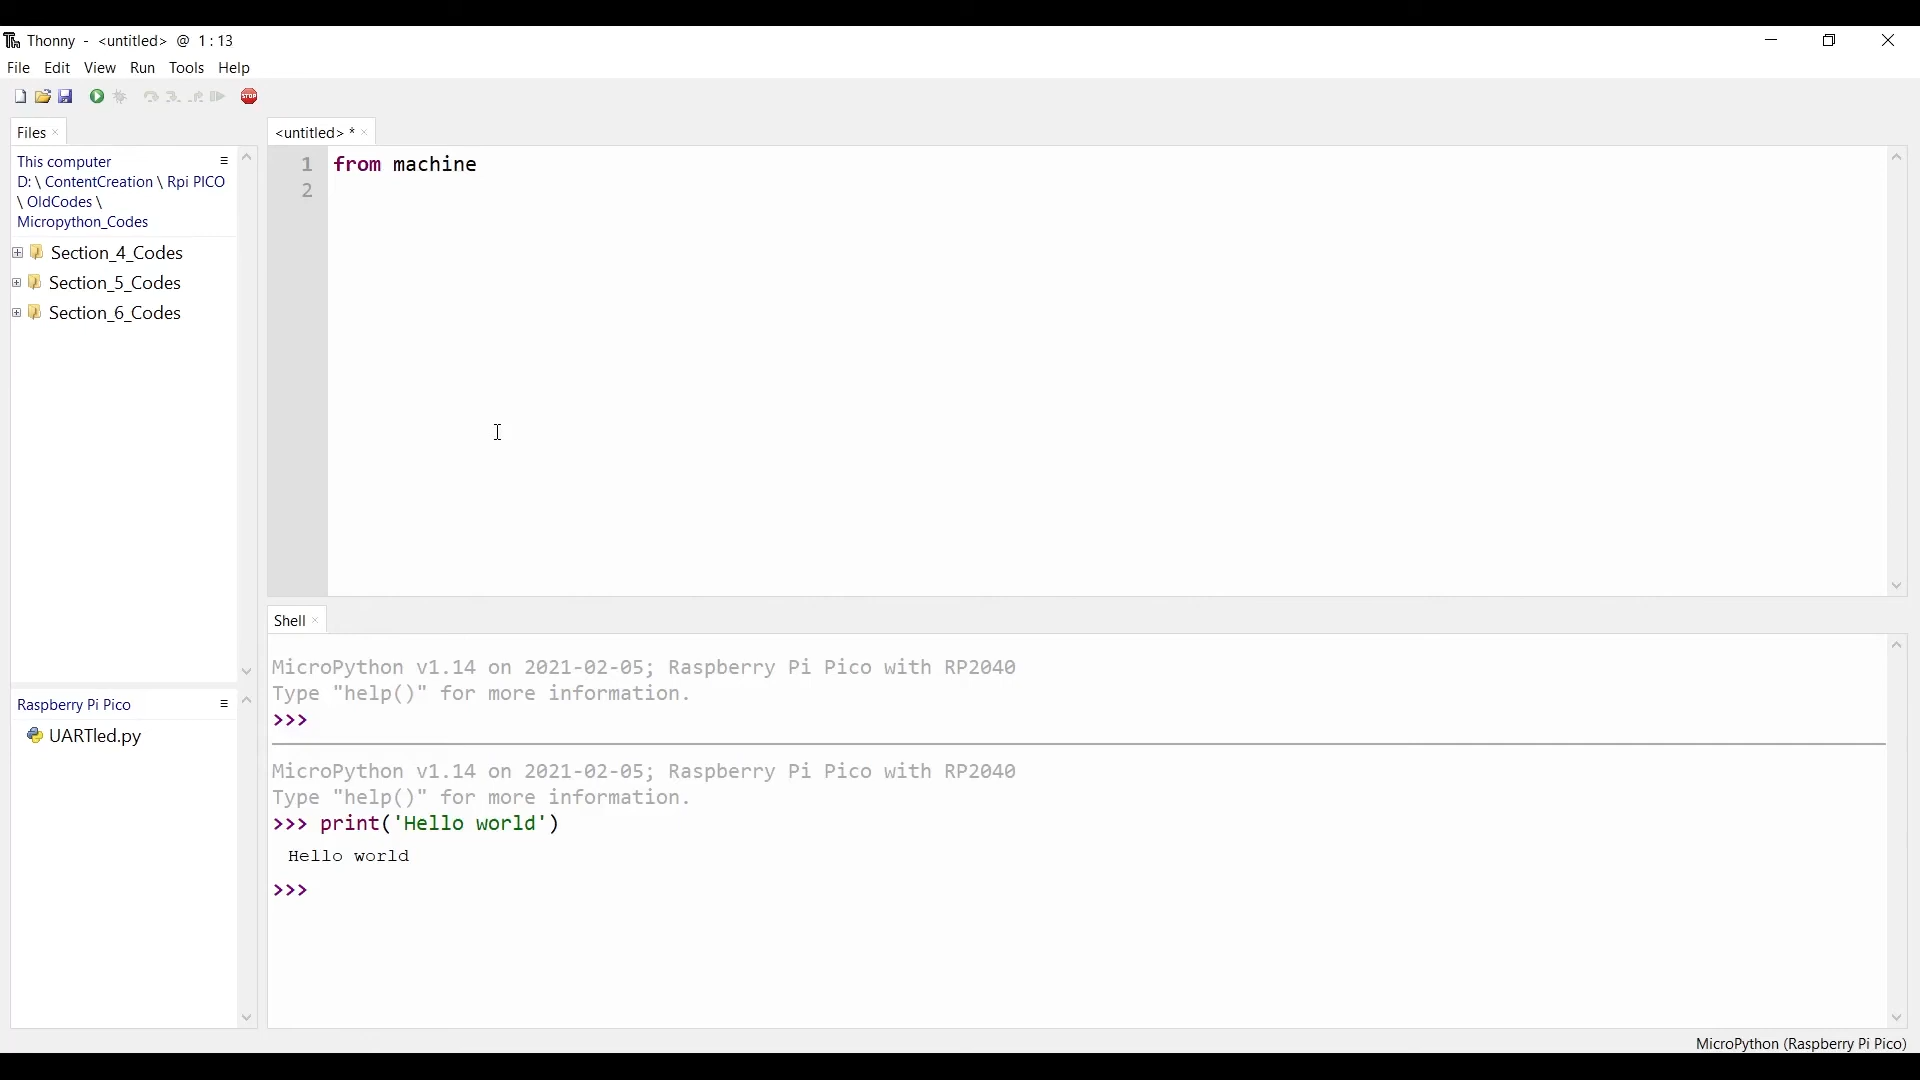 Thonny - <untitled> @ 1 : 13
File Edit View Run Tools Help
STOP
Files
<untitled> *
This computer
D: \ ContentCreation \ Rpi PICO
\ OldCodes \
Micropython_Codes
Section_4_Codes
Section_5_Codes
Section_6_Codes
1 from machine
2
Shell
MicroPython v1.14 on 2021-02-05; Raspberry Pi Pico with RP2040
Type "help()" for more information.
>>>
MicroPython v1.14 on 2021-02-05; Raspberry Pi Pico with RP2040
Type "help()" for more information.
>>> print('Hello world')
Hello world
>>>
Raspberry Pi Pico
UARTled.py
MicroPython (Raspberry Pi Pico)